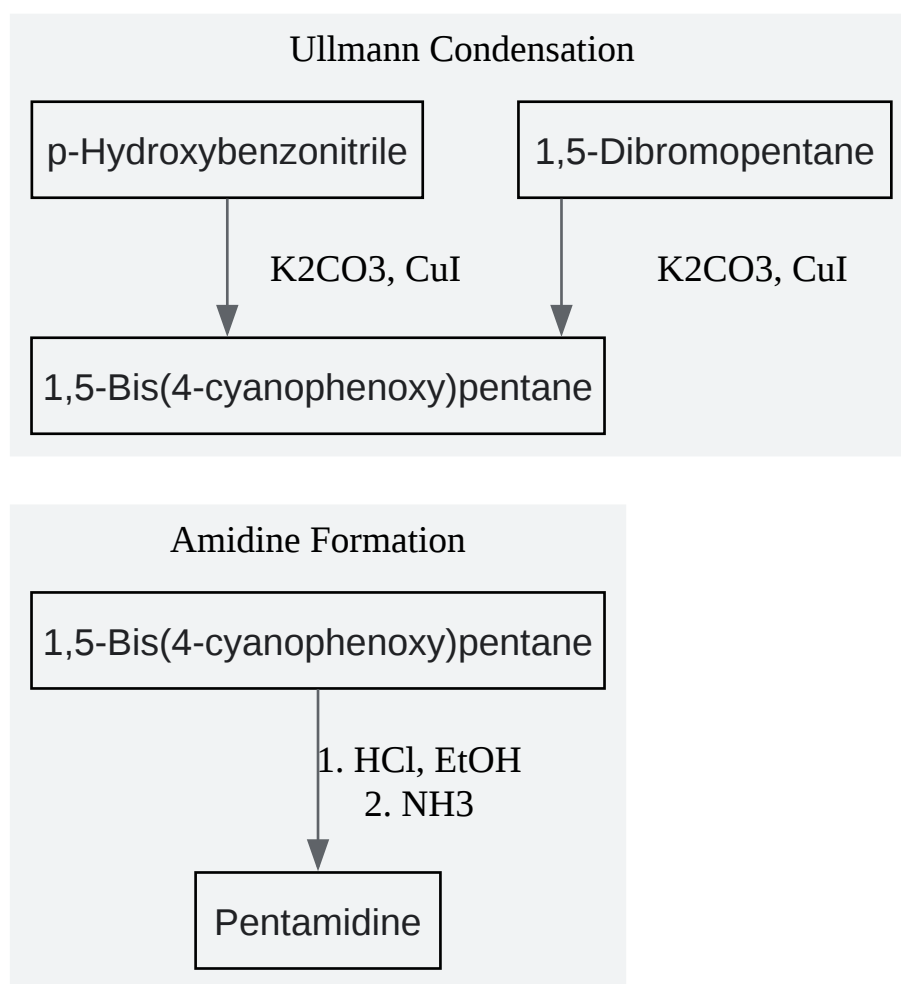 Ullmann Condensation
p-Hydroxybenzonitrile
1,5-Dibromopentane
K2CO3, CuI
K2CO3, CuI
1,5-Bis(4-cyanophenoxy)pentane
Amidine Formation
1,5-Bis(4-cyanophenoxy)pentane
1. HCl, EtOH
2. NH3
Pentamidine